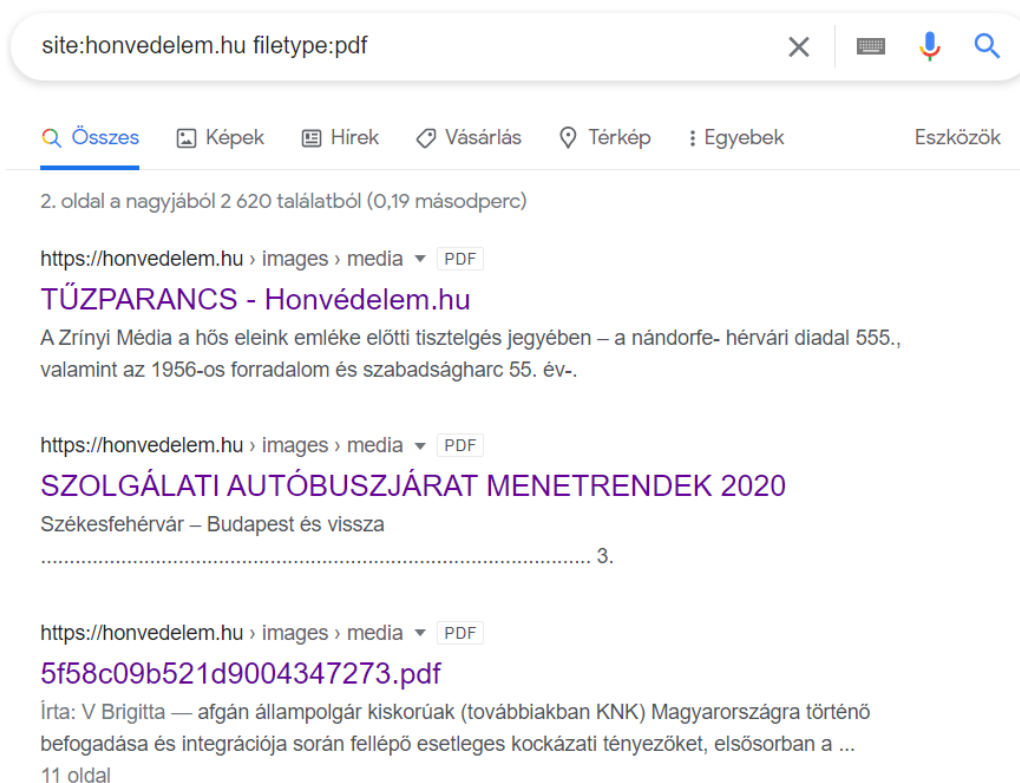 site:honvedelem.hu filetype:pdf
Összes Képek Hírek Vásárlás Térkép Egyebek Eszközök
2. oldal a nagyjából 2 620 találatból (0,19 másodperc)
https://honvedelem.hu › images › media PDF
TŰZPARANCS - Honvédelem.hu
A Zrínyi Média a hős eleink emléke előtti tisztelgés jegyében – a nándorfe- hérvári diadal 555.,
valamint az 1956-os forradalom és szabadságharc 55. év-.
https://honvedelem.hu › images › media PDF
SZOLGÁLATI AUTÓBUSZJÁRAT MENETRENDEK 2020
Székesfehérvár – Budapest és vissza
............................................................................................. 3.
https://honvedelem.hu › images › media PDF
5f58c09b521d9004347273.pdf
Írta: V Brigitta — afgán állampolgár kiskorúak (továbbiakban KNK) Magyarországra történő
befogadása és integrációja során fellépő esetleges kockázati tényezőket, elsősorban a ...
11 oldal